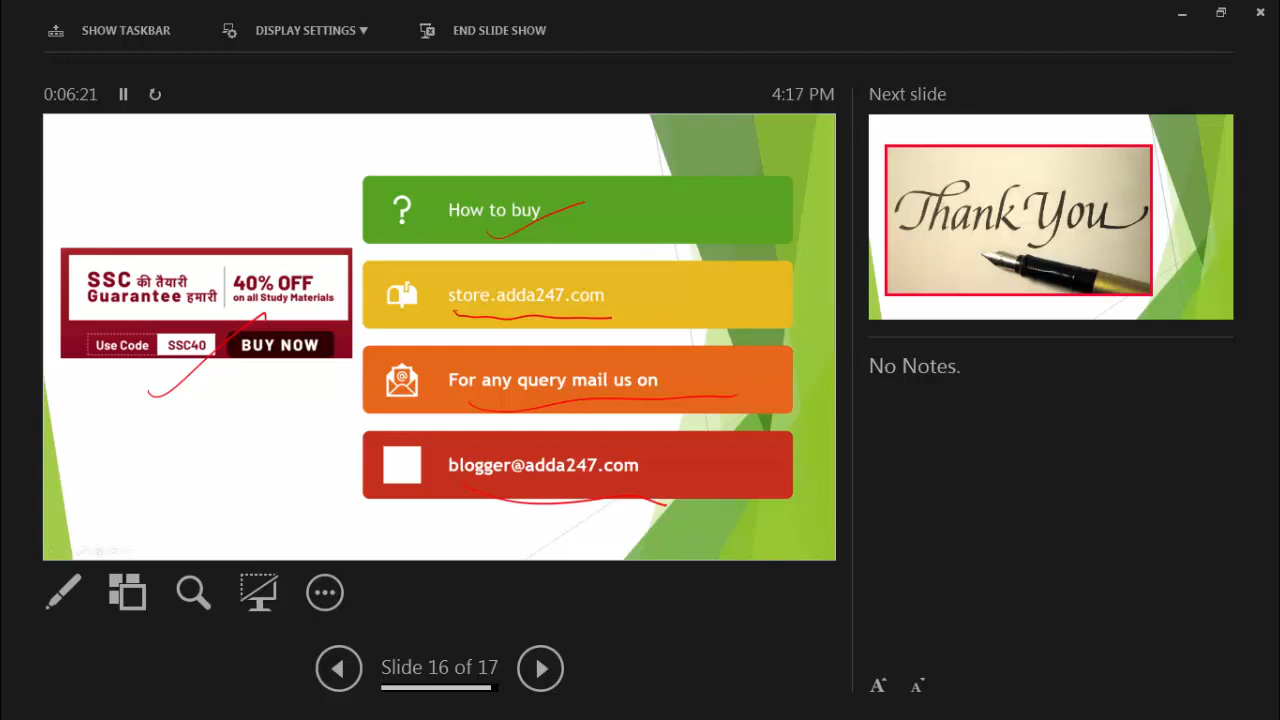 SHOW TASKBAR
DISPLAY SETTINGS ▼
END SLIDE SHOW
0:06:21
4:17 PM
Next slide
How to buy
store.adda247.com
For any query mail us on
blogger@adda247.com
SSC की तैयारी
Guarantee हमारी
40% OFF
on all Study Materials
Use Code
SSC40
BUY NOW
Thank You
No Notes.
Slide 16 of 17